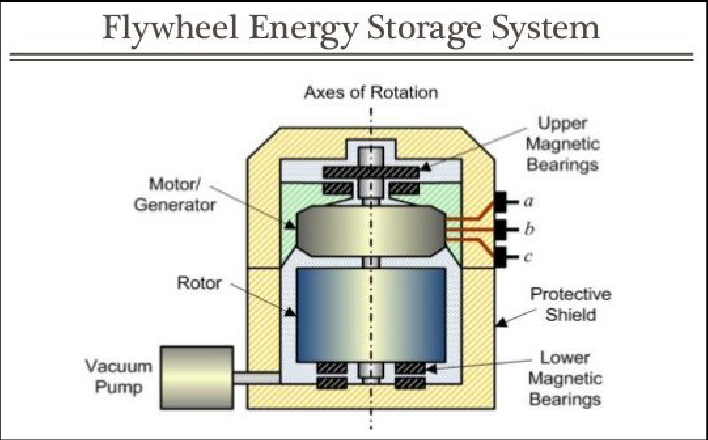 Flywheel Energy Storage System
Axes of Rotation
Upper
Magnetic
Bearings
Motor/
Generator
a
b
c
Rotor
Protective
Shield
Vacuum
Pump
Lower
Magnetic
Bearings